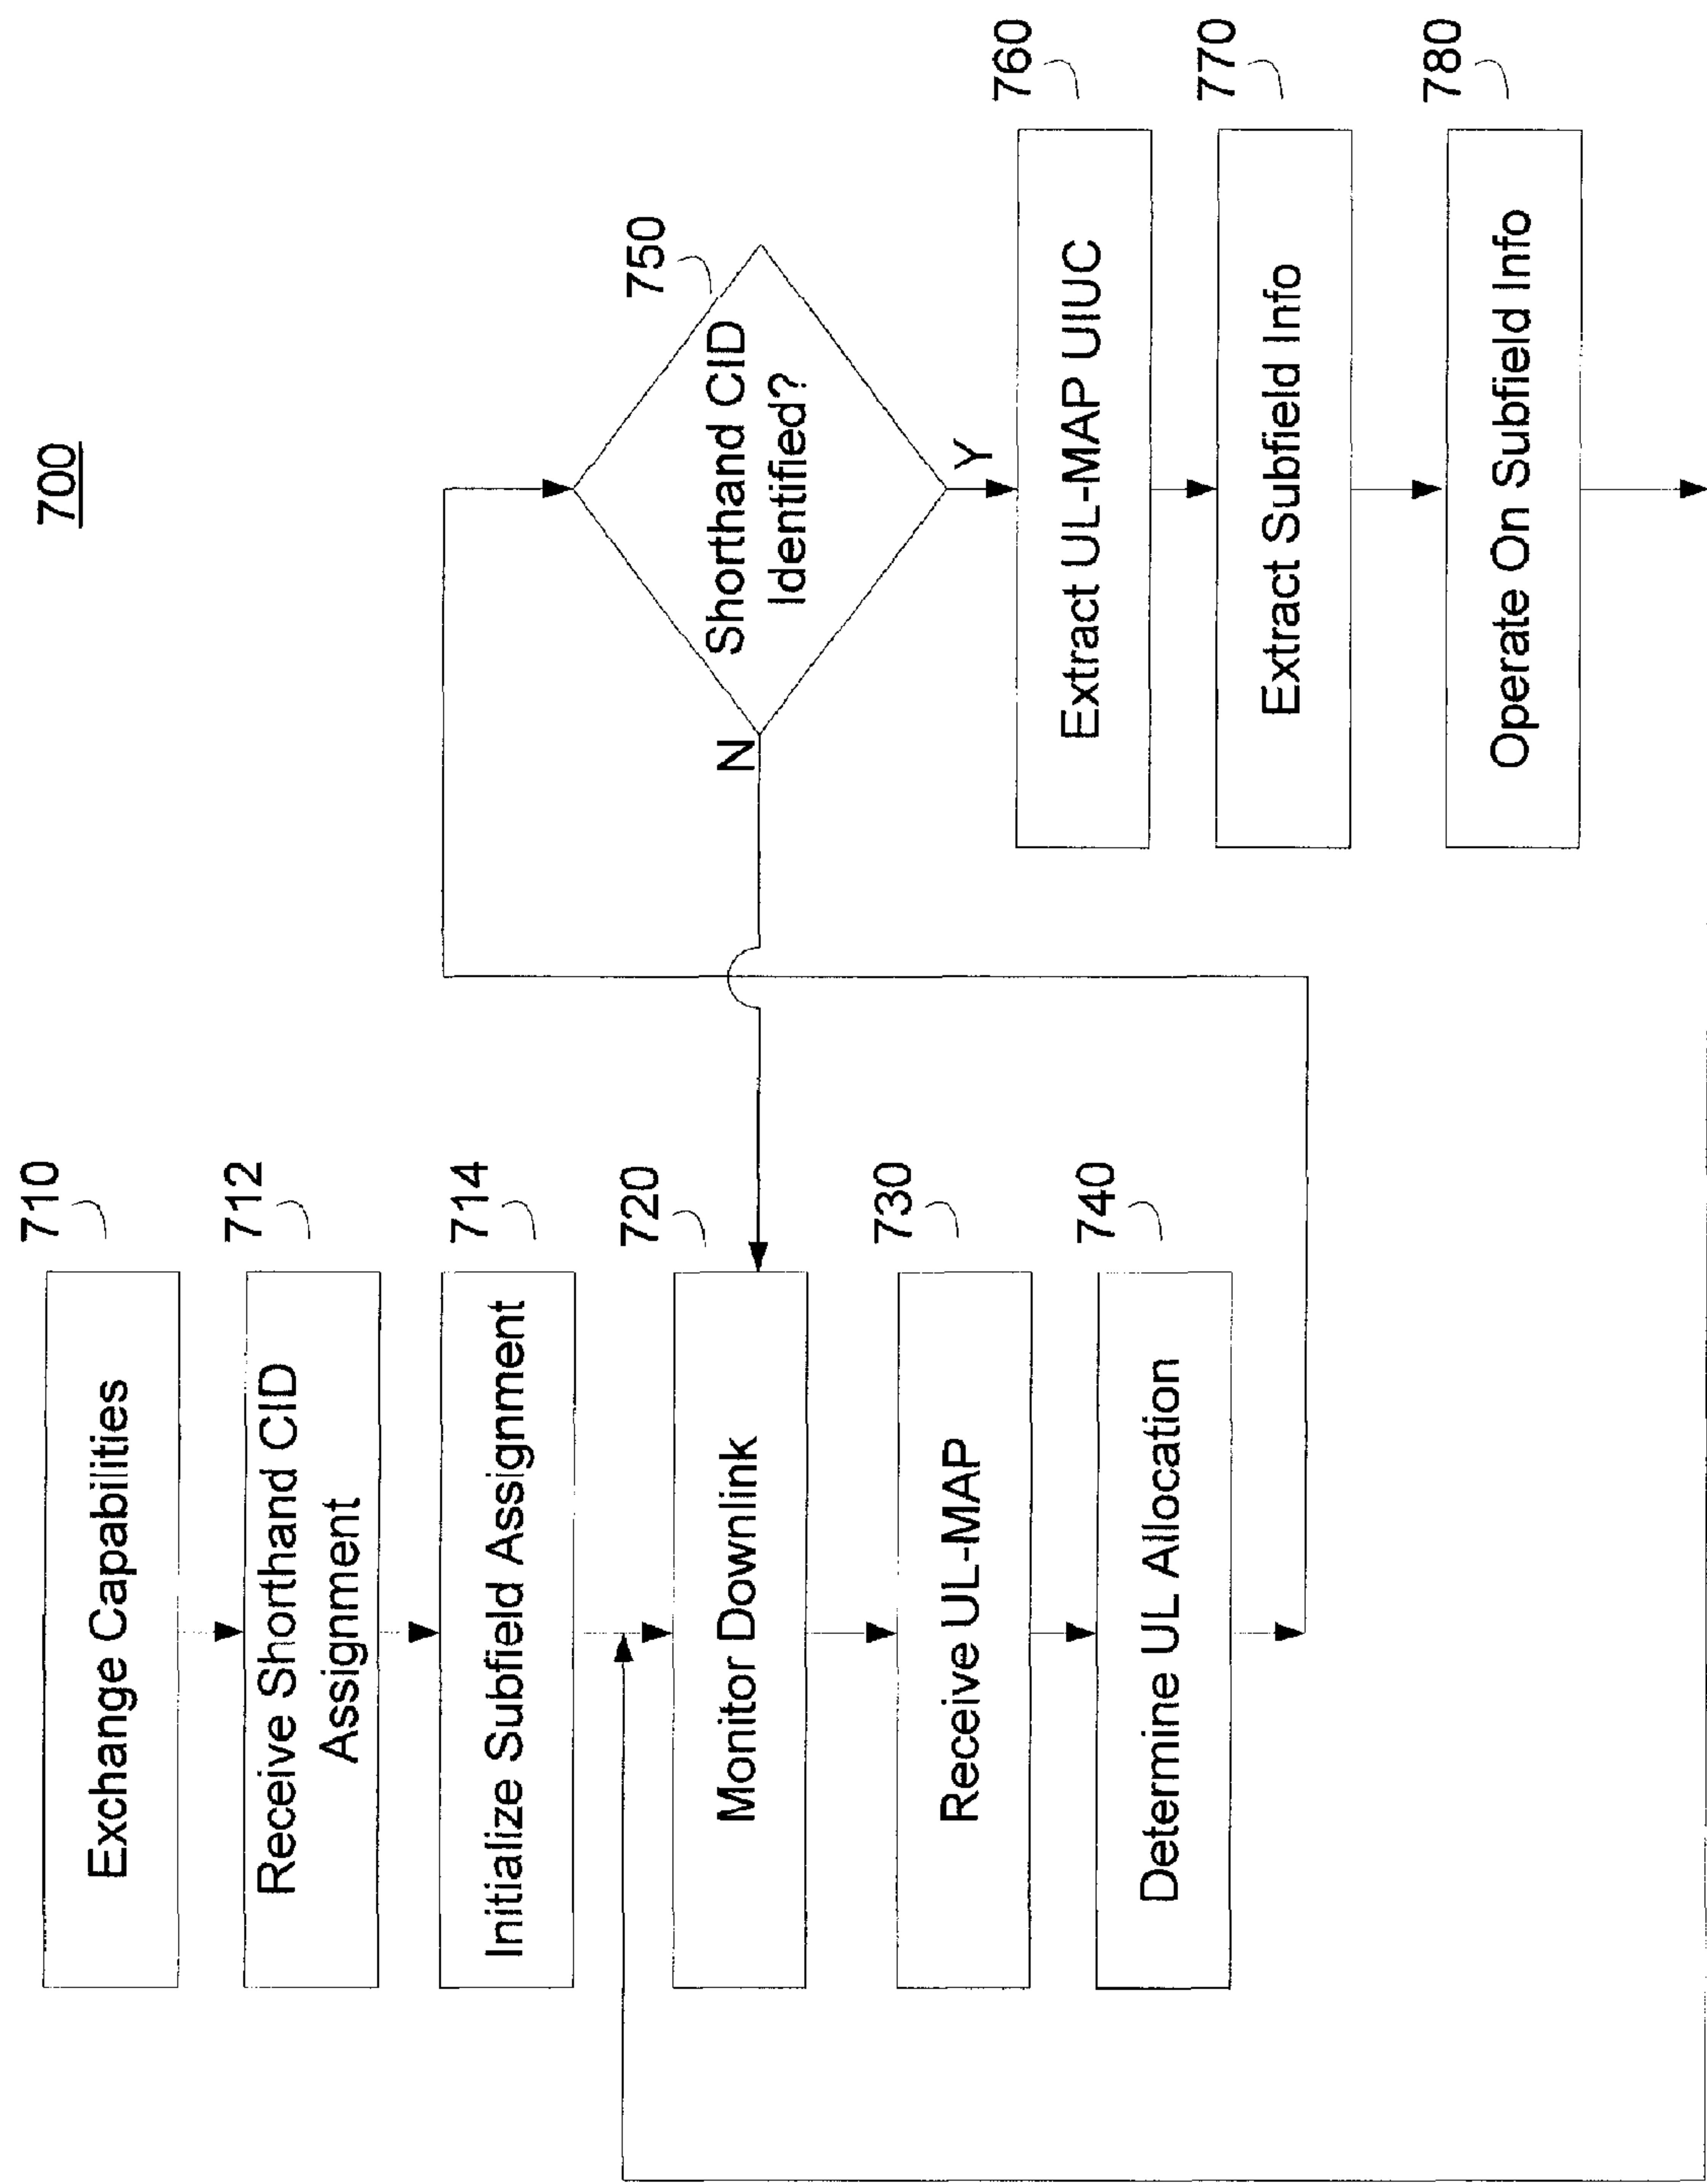 700
710
Exchange Capabilities
712
Receive Shorthand CID
Assignment
714
Initialize Subfield Assignment
720
Monitor Downlink
730
Receive UL-MAP
740
Determine UL Allocation
750
Shorthand CID
Identified?
N
Y
760
Extract UL-MAP UIUC
770
Extract Subfield Info
780
Operate On Subfield Info